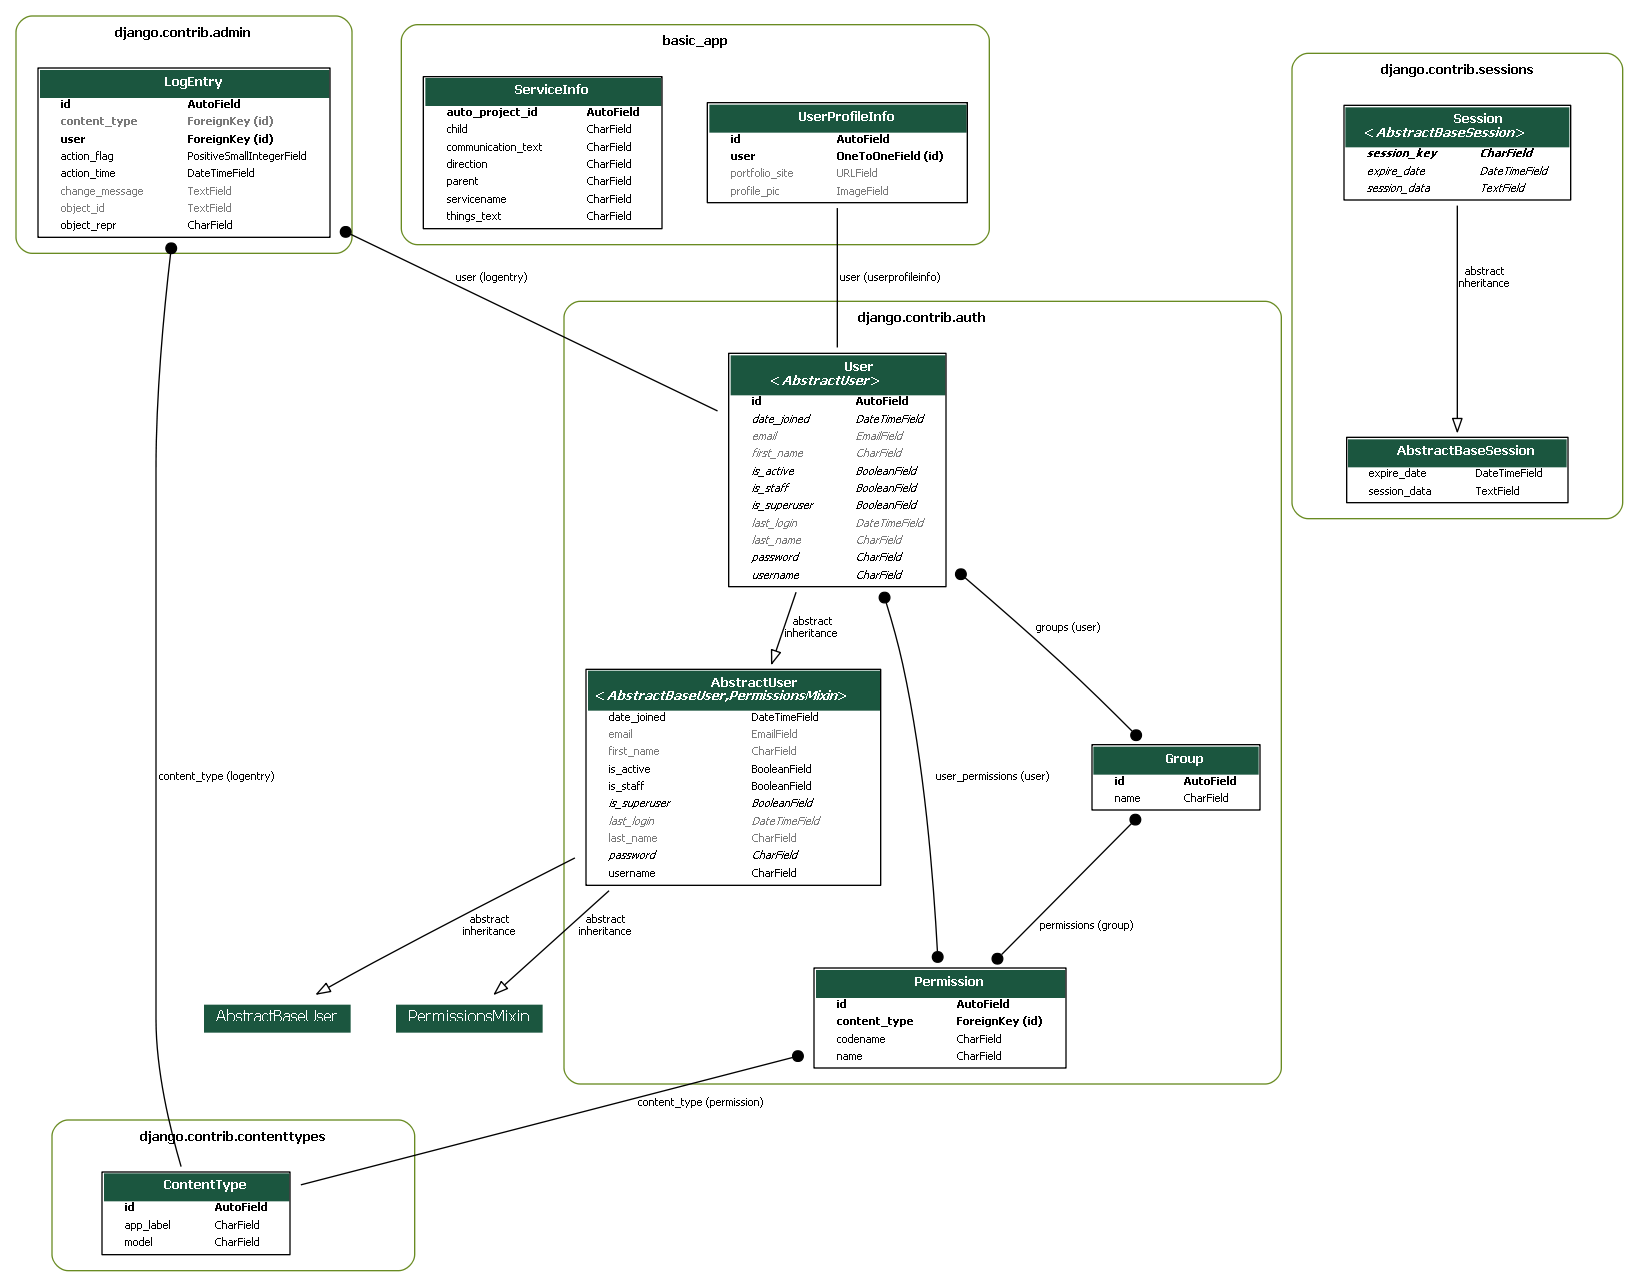 django.contrib.admin
LogEntry
id AutoField
content_type ForeignKey (id)
user ForeignKey (id)
action_flag PositiveSmallIntegerField
action_time DateTimeField
change_message TextField
object_id TextField
object_repr CharField
basic_app
ServiceInfo
auto_project_id AutoField
child CharField
communication_text CharField
direction CharField
parent CharField
servicename CharField
things_text CharField
UserProfileInfo
id AutoField
user OneToOneField (id)
portfolio_site URLField
profile_pic ImageField
django.contrib.sessions
Session
<AbstractBaseSession>
session_key CharField
expire_date DateTimeField
session_data TextField
abstract
nheritance
AbstractBaseSession
expire_date DateTimeField
session_data TextField
user (logentry)
user (userprofileinfo)
django.contrib.auth
User
<AbstractUser>
id AutoField
date_joined DateTimeField
email EmailField
first_name CharField
is_active BooleanField
is_staff BooleanField
is_superuser BooleanField
last_login DateTimeField
last_name CharField
password CharField
username CharField
abstract
inheritance
groups (user)
AbstractUser
<AbstractBaseUser,PermissionsMixin>
date_joined DateTimeField
email EmailField
first_name CharField
is_active BooleanField
is_staff BooleanField
is_superuser BooleanField
last_login DateTimeField
last_name CharField
password CharField
username CharField
content_type (logentry)
user_permissions (user)
Group
id AutoField
name CharField
abstract
inheritance
abstract
inheritance
permissions (group)
AbstractBaseUser
PermissionsMixin
Permission
id AutoField
content_type ForeignKey (id)
codename CharField
name CharField
content_type (permission)
django.contrib.contenttypes
ContentType
id AutoField
app_label CharField
model CharField